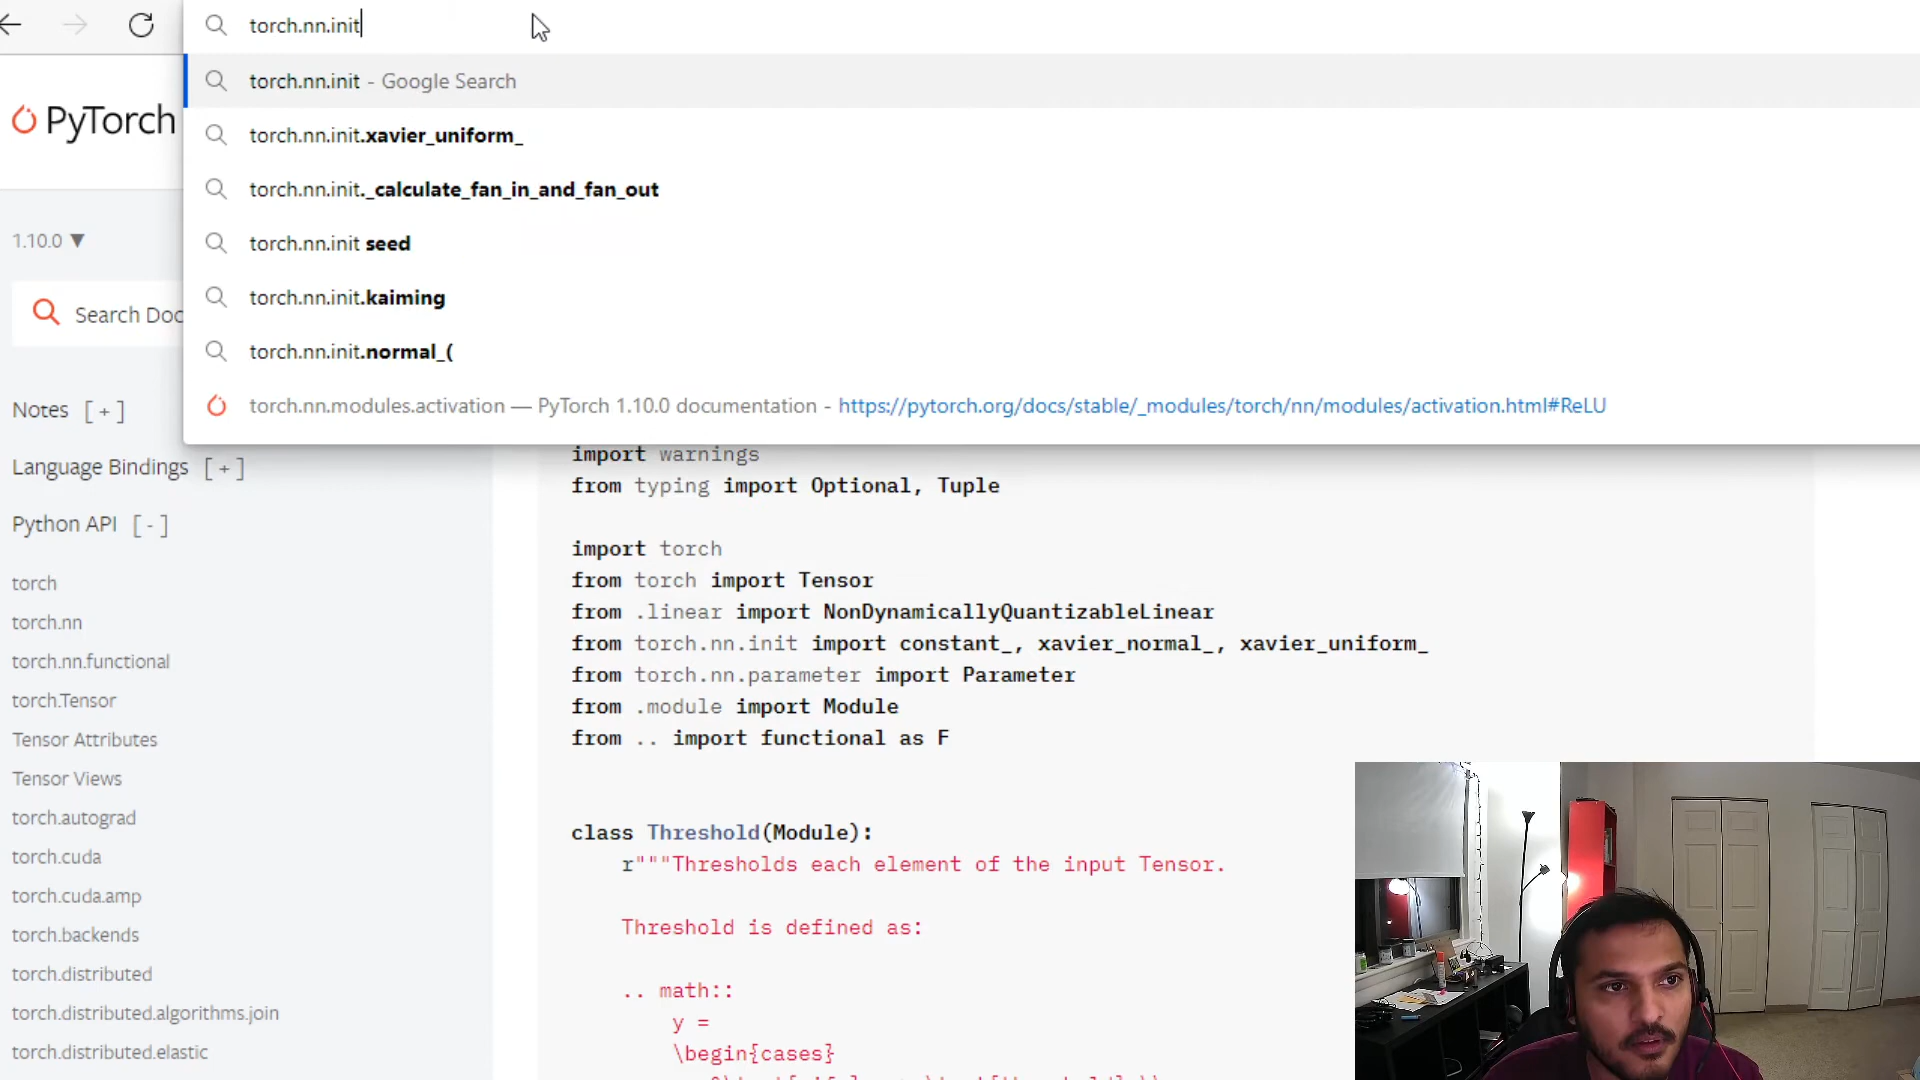 torch.nn.init
torch.nn.init - Google Search
torch.nn.init.xavier_uniform_
torch.nn.init._calculate_fan_in_and_fan_out
torch.nn.init seed
torch.nn.init.kaiming
torch.nn.init.normal_(
torch.nn.modules.activation — PyTorch 1.10.0 documentation - https://pytorch.org/docs/stable/_modules/torch/nn/modules/activation.html#ReLU
PyTorch
1.10.0 ▼
Search Doc
Notes [ + ]
Language Bindings [ + ]
Python API [ - ]
torch
torch.nn
torch.nn.functional
torch.Tensor
Tensor Attributes
Tensor Views
torch.autograd
torch.cuda
torch.cuda.amp
torch.backends
torch.distributed
torch.distributed.algorithms.join
torch.distributed.elastic
import warnings
from typing import Optional, Tuple
import torch
from torch import Tensor
from .linear import NonDynamicallyQuantizableLinear
from torch.nn.init import constant_, xavier_normal_, xavier_uniform_
from torch.nn.parameter import Parameter
from .module import Module
from .. import functional as F
class Threshold(Module):
r"""Thresholds each element of the input Tensor.
Threshold is defined as:
.. math::
y =
\begin{cases}